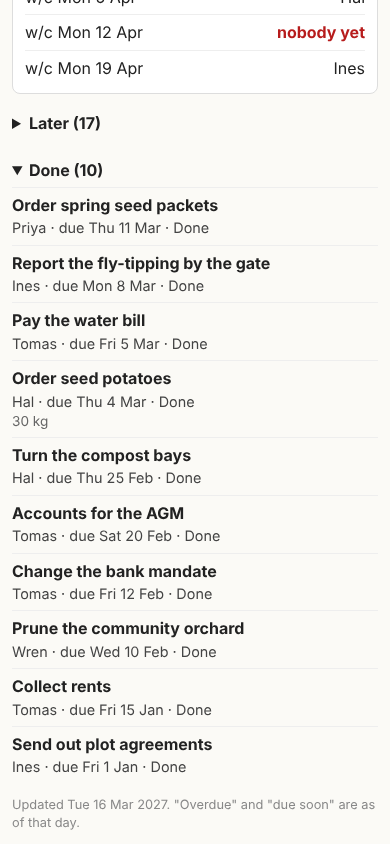 w/c Mon 12 Apr nobody yet
w/c Mon 19 Apr Ines
Later (17)
Done (10)
Order spring seed packets
Priya · due Thu 11 Mar · Done
Report the fly-tipping by the gate
Ines · due Mon 8 Mar · Done
Pay the water bill
Tomas · due Fri 5 Mar · Done
Order seed potatoes
Hal · due Thu 4 Mar · Done
30 kg
Turn the compost bays
Hal · due Thu 25 Feb · Done
Accounts for the AGM
Tomas · due Sat 20 Feb · Done
Change the bank mandate
Tomas · due Fri 12 Feb · Done
Prune the community orchard
Wren · due Wed 10 Feb · Done
Collect rents
Tomas · due Fri 15 Jan · Done
Send out plot agreements
Ines · due Fri 1 Jan · Done
Updated Tue 16 Mar 2027. "Overdue" and "due soon" are as
of that day.